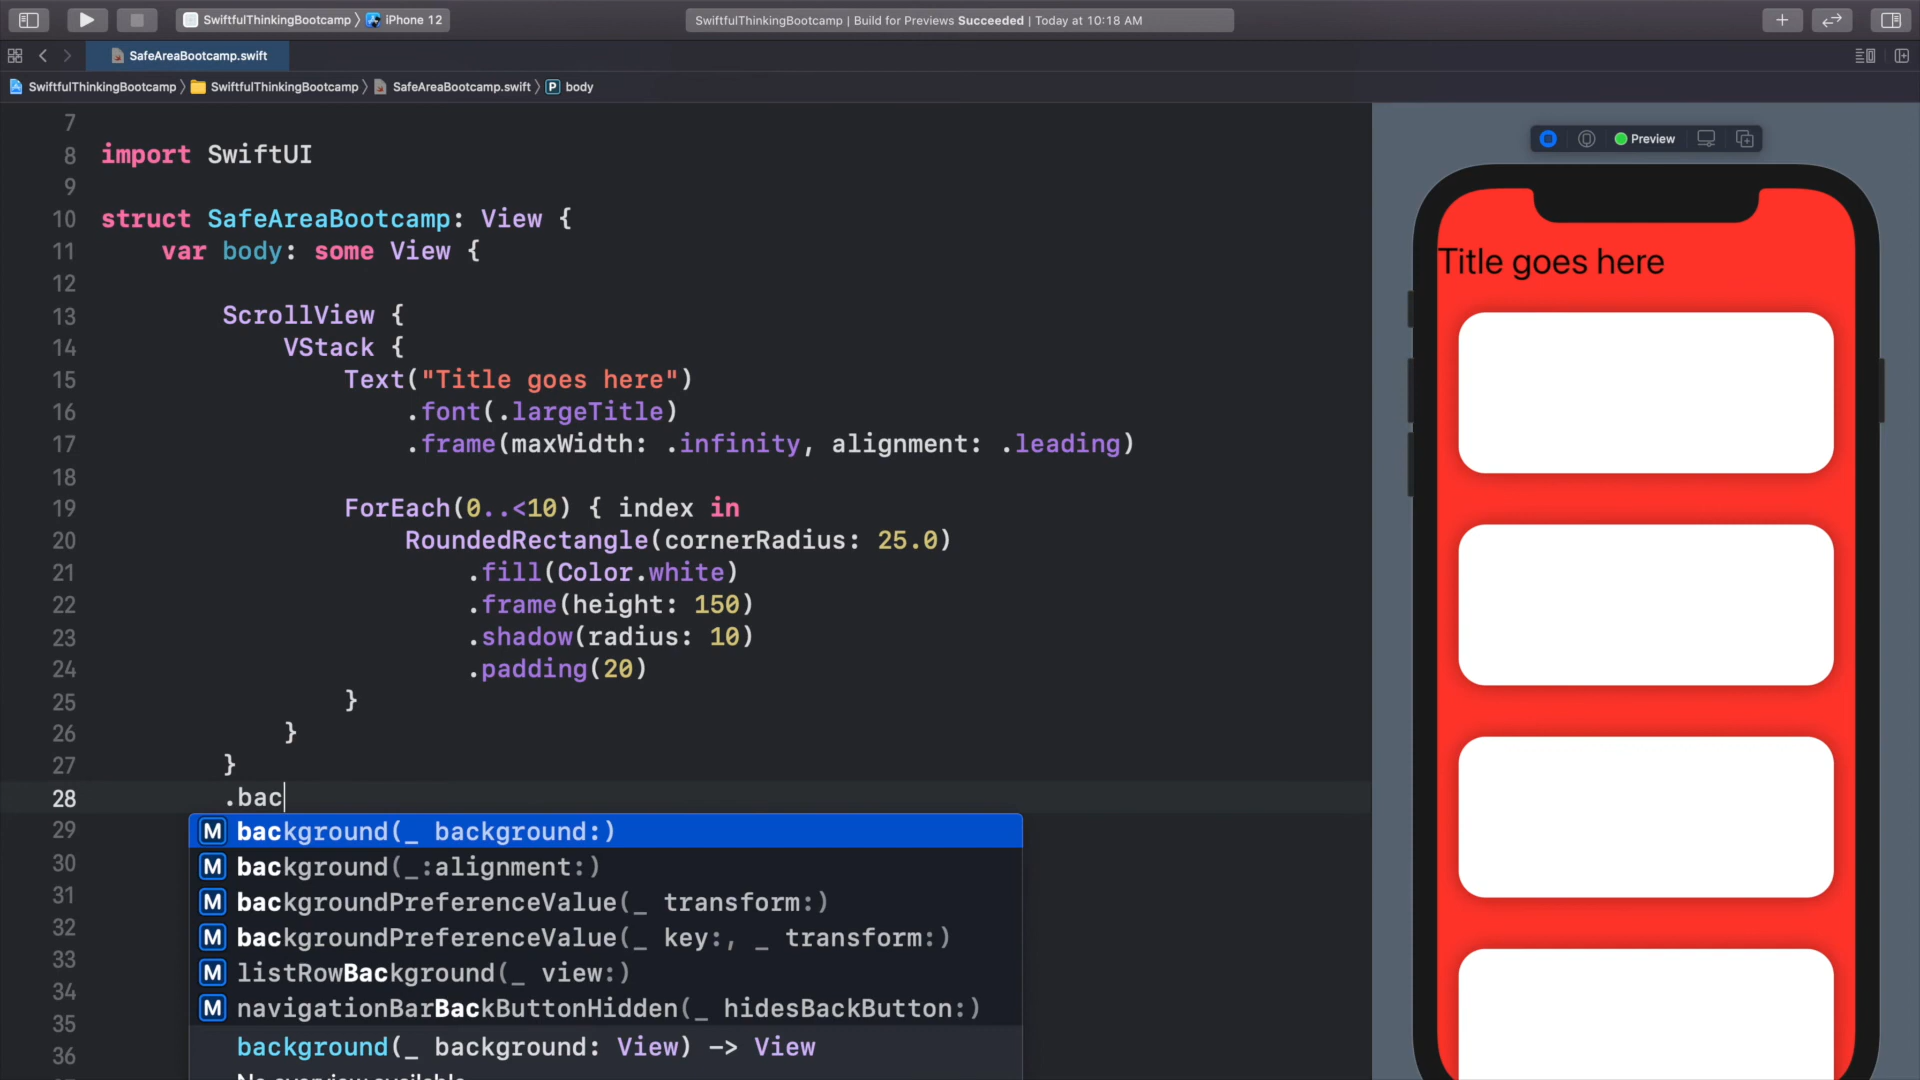 SwiftfulThinkingBootcamp 〉 iPhone 12
SwiftfulThinkingBootcamp | Build for Previews Succeeded | Today at 10:18 AM
SafeAreaBootcamp.swift
SwiftfulThinkingBootcamp 〉 SwiftfulThinkingBootcamp 〉 SafeAreaBootcamp.swift 〉 P body
7
8 import SwiftUI
9
10 struct SafeAreaBootcamp: View {
11 var body: some View {
12
13 ScrollView {
14 VStack {
15 Text("Title goes here")
16 .font(.largeTitle)
17 .frame(maxWidth: .infinity, alignment: .leading)
18
19 ForEach(0..<10) { index in
20 RoundedRectangle(cornerRadius: 25.0)
21 .fill(Color.white)
22 .frame(height: 150)
23 .shadow(radius: 10)
24 .padding(20)
25 }
26 }
27 }
28 .bac
29
30
31
32
33
34
35
36
M background(_ background:)
M background(_:alignment:)
M backgroundPreferenceValue(_ transform:)
M backgroundPreferenceValue(_ key:, _ transform:)
M listRowBackground(_ view:)
M navigationBarBackButtonHidden(_ hidesBackButton:)
background(_ background: View) -> View
No overview available
Preview
Title goes here